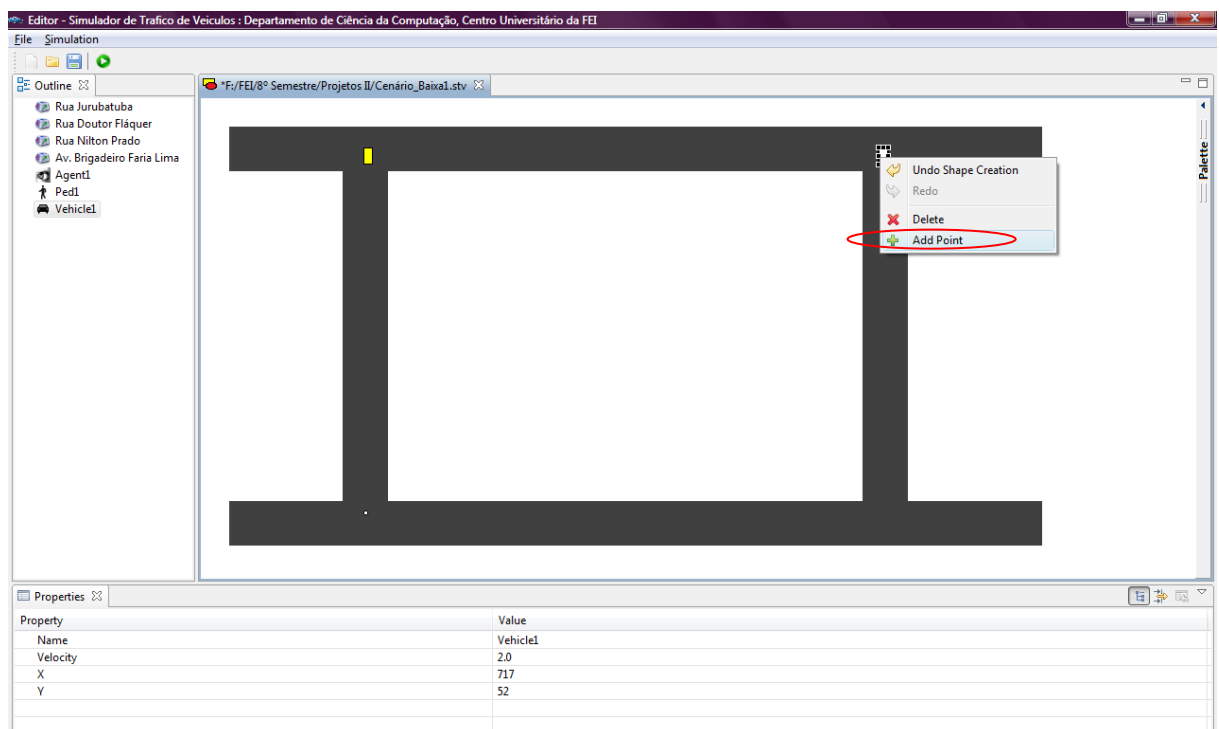 Editor - Simulador de Trafico de Veiculos : Departamento de Ciência da Computação, Centro Universitário da FEI
File Simulation
Outline
*F:/FEI/8º Semestre/Projetos II/Cenário_Baixa1.stv
Rua Jurubatuba
Rua Doutor Fláquer
Rua Nilton Prado
Av. Brigadeiro Faria Lima
Agent1
Ped1
Vehicle1
Palette
Undo Shape Creation
Redo
Delete
Add Point
Properties
Property Value
Name Vehicle1
Velocity 2.0
X 717
Y 52